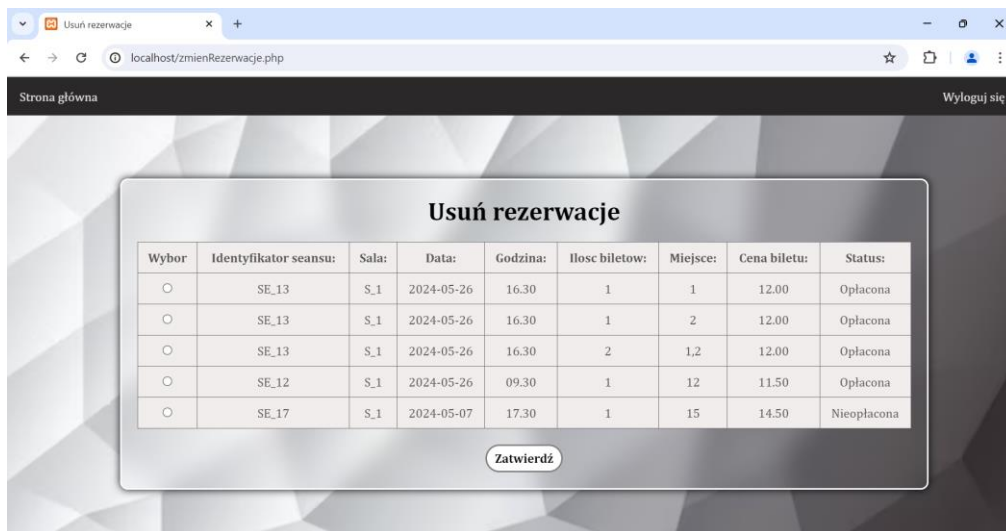 Usuń rezerwacje
localhost/zmienRezerwacje.php
Strona główna Wyloguj się
Usuń rezerwacje
Wybor Identyfikator seansu: Sala: Data: Godzina: Ilosc biletow: Miejsce: Cena biletu: Status:
SE_13 S_1 2024-05-26 16.30 1 1 12.00 Opłacona
SE_13 S_1 2024-05-26 16.30 1 2 12.00 Opłacona
SE_13 S_1 2024-05-26 16.30 2 1,2 12.00 Opłacona
SE_12 S_1 2024-05-26 09.30 1 12 11.50 Opłacona
SE_17 S_1 2024-05-07 17.30 1 15 14.50 Nieopłacona
Zatwierdź